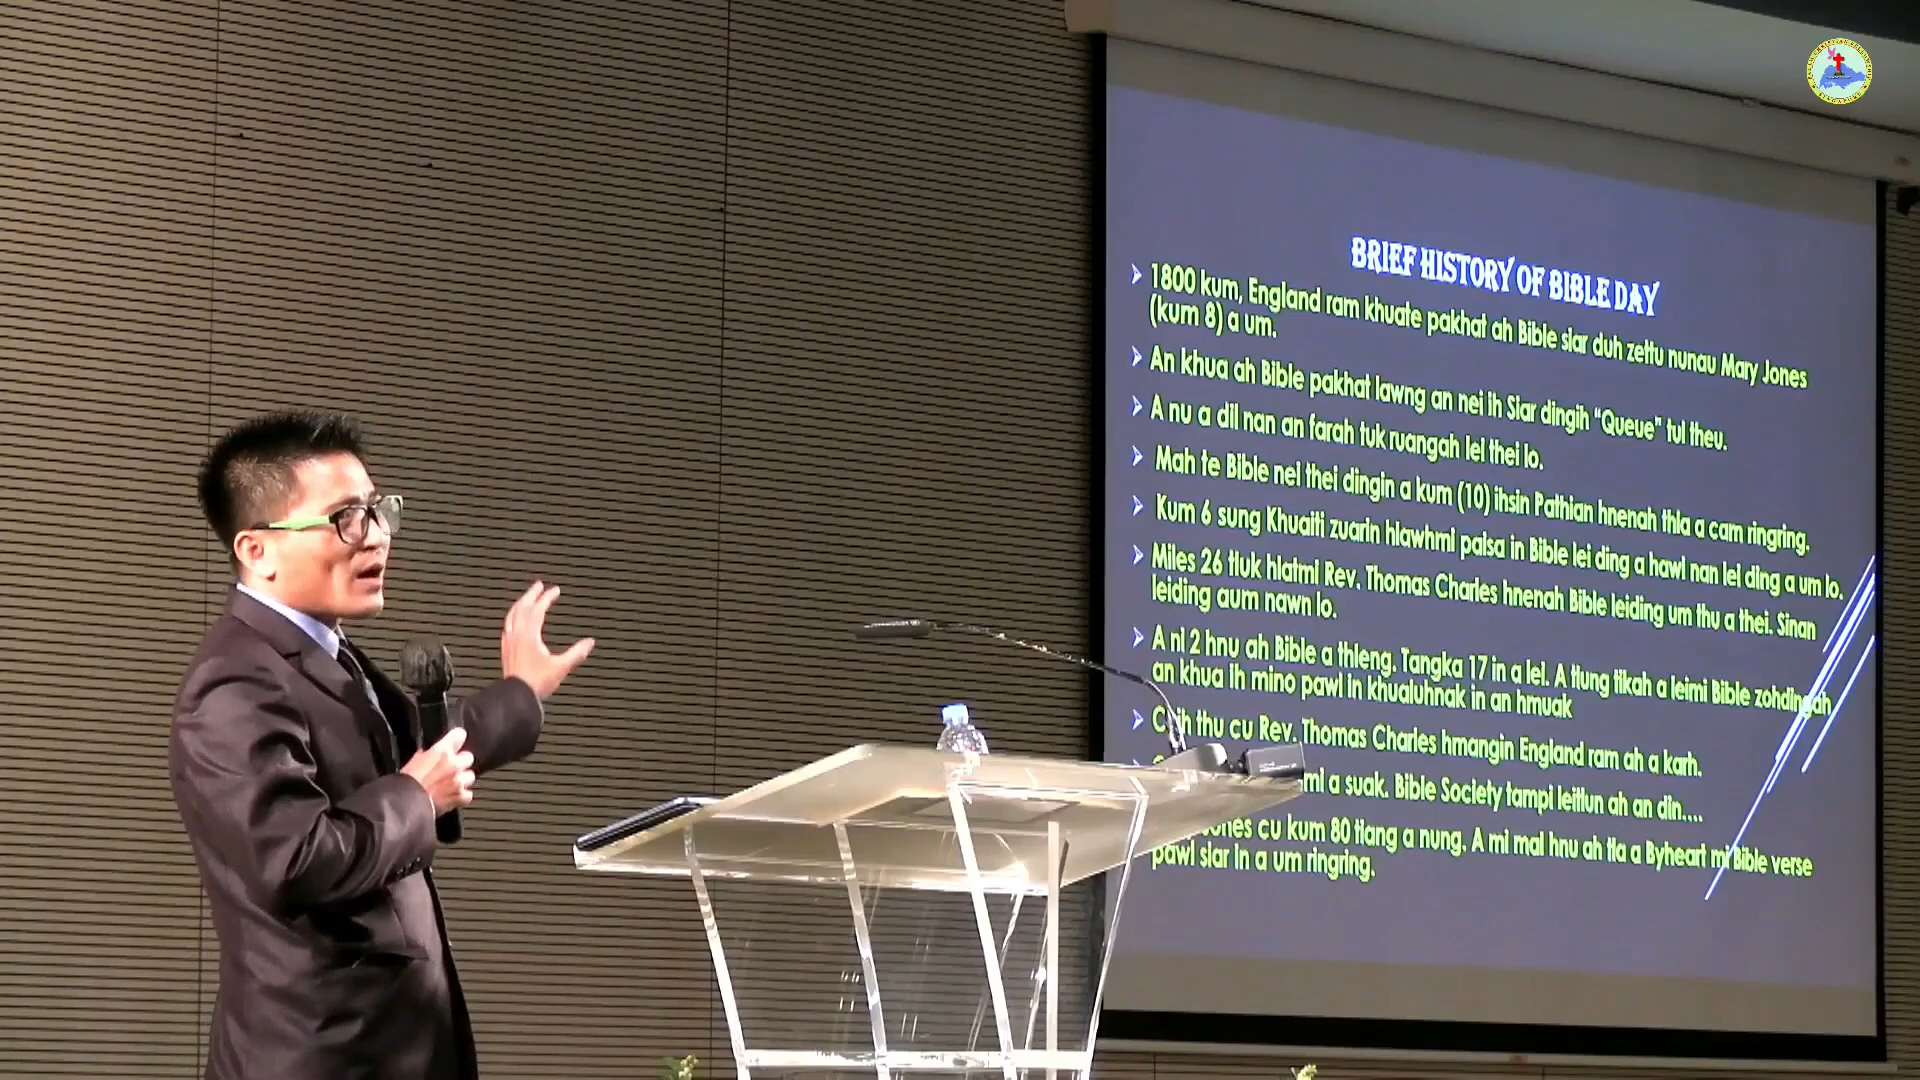 BRIEF HISTORY OF BIBLE DAY
1800 kum, England ram khuate pakhat ah Bible siar duh zettu nunau Mary Jones
(kum 8) a um.
An khua ah Bible pakhat lawng an nei ih Siar dingih "Queue" tul theu.
A nu a dil nan an farah tuk ruangah lei thei lo.
Mah te Bible nei thei dingin a kum (10) ihsin Pathian hnenah thla a cam ringring.
Kum 6 sung Khuaiti zuarin hlawhmi paisa in Bible lei ding a hawl nan lei ding a um lo.
Miles 26 tluk hlatmi Rev. Thomas Charles hnenah Bible leiding um thu a thei. Sinan
leiding aum nawn lo.
A ni 2 hnu ah Bible a thleng. Tangka 17 in a lei. A tlung tikah a leimi Bible zohdingah
an khua ih mino pawl in khualuhnak in an hmuak
ih thu cu Rev. Thomas Charles hmangin England ram ah a karh.
mi a suak. Bible Society tampi leitlun ah an din....
cu kum 80 tiang a nung. A mi mal hnu ah tla a Byheart mi Bible verse
pawl siar in a um ringring.